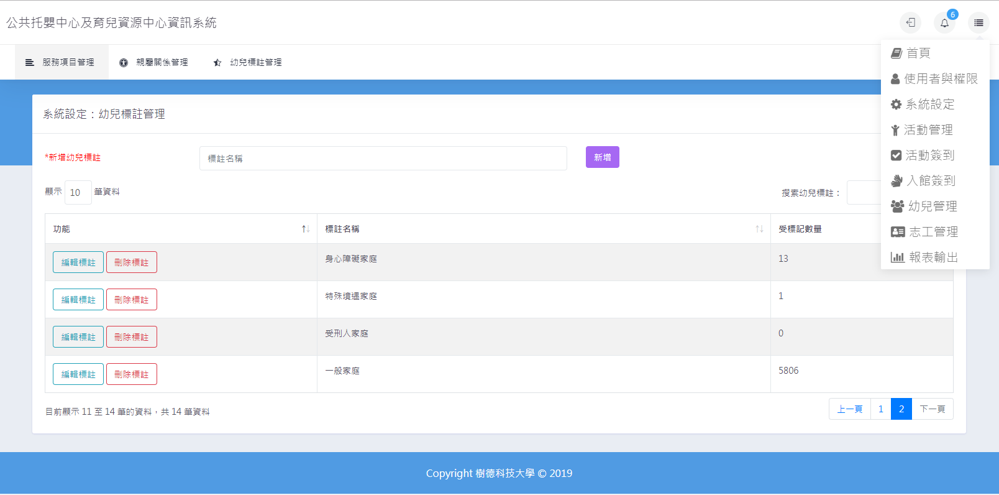 公共托嬰中心及育兒資源中心資訊系統
6
服務項目管理
親屬關係管理
幼兒標註管理
首頁
使用者與權限
系統設定
活動管理
活動簽到
入館簽到
幼兒管理
志工管理
報表輸出
系統設定：幼兒標註管理
*新增幼兒標註
標註名稱
新增
顯示 10 筆資料
搜索幼兒標註：
功能 標註名稱 受標記數量
編輯標註 刪除標註 身心障礙家庭 13
編輯標註 刪除標註 特殊境遇家庭 1
編輯標註 刪除標註 受刑人家庭 0
編輯標註 刪除標註 一般家庭 5806
目前顯示 11 至 14 筆的資料，共 14 筆資料
上一頁 1 2 下一頁
Copyright 樹德科技大學 © 2019